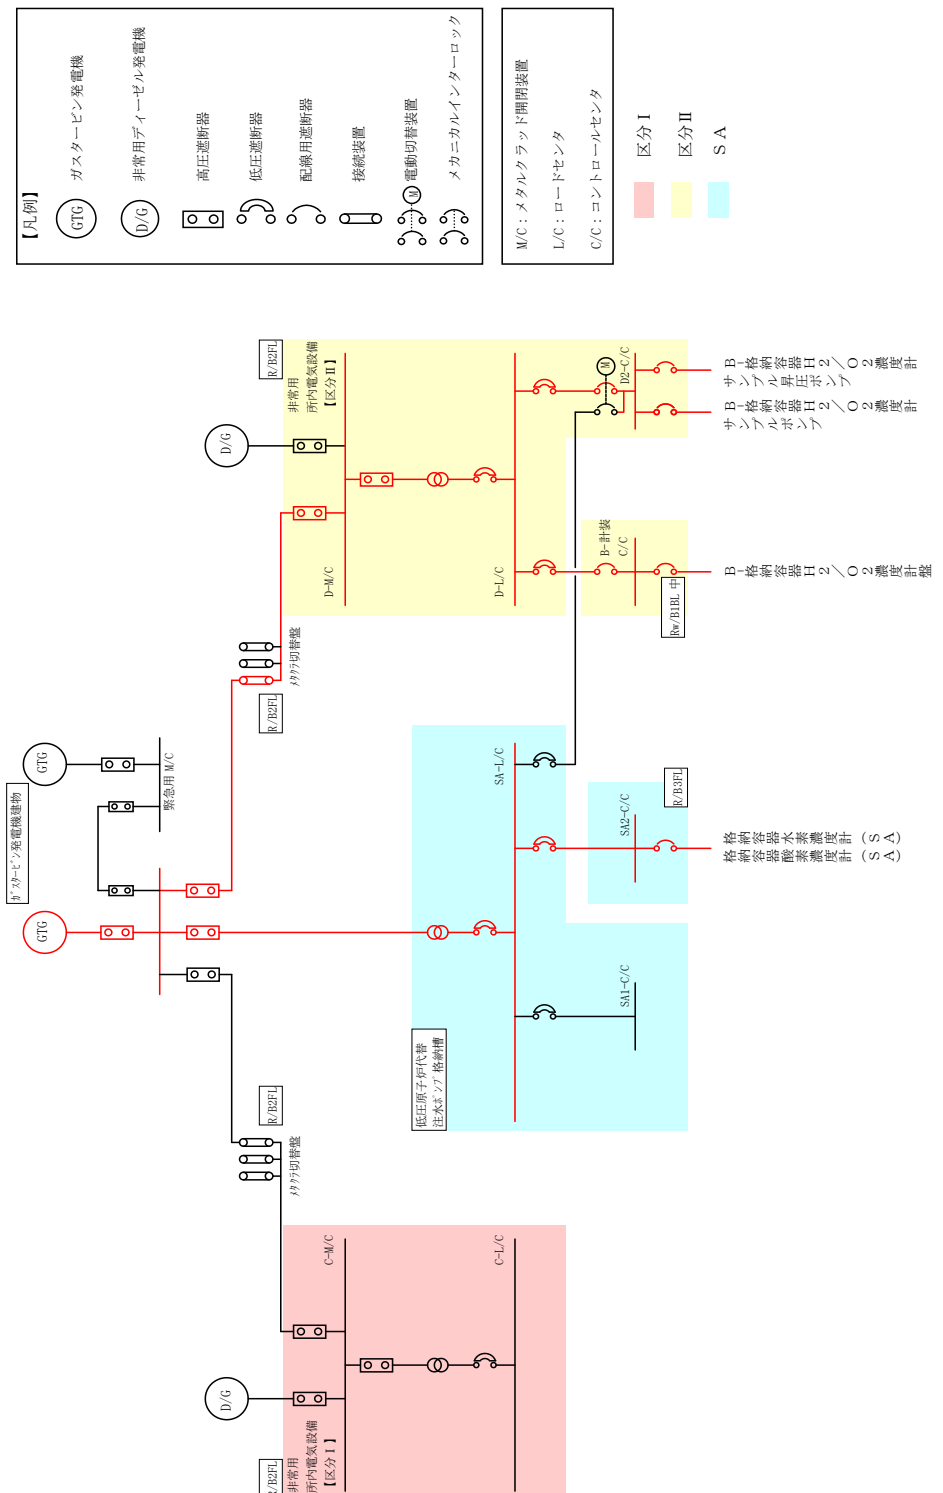 【凡例】
GTG
ガスタービン発電機
D/G
非常用ディーゼル発電機
高圧遮断器
低圧遮断器
配線用遮断器
接続装置
M
電動切替装置
メカニカルインターロック
M/C：メタルクラッド開閉装置
L/C：ロードセンタ
C/C：コントロールセンタ
区分Ⅰ
区分Ⅱ
ＳＡ
R/B2FL
非常用
所内電気設備
【区分Ⅱ】
D/G
D-M/C
D-L/C
M
D2-C/C
B-計装
C/C
Rw/B1BL 中
B-格納容器H2／O2濃度計
サンプル昇圧ポンプ
B-格納容器H2／O2濃度計
サンプルポンプ
B-格納容器H2／O2濃度計盤
ﾒﾀｸﾗ切替盤
R/B2FL
ｶﾞｽﾀｰﾋﾞﾝ発電機建物
GTG
緊急用 M/C
GTG
SA-L/C
SA2-C/C
R/B3FL
格納容器水素濃度計（ＳＡ）
格納容器酸素濃度計（ＳＡ）
SA1-C/C
低圧原子炉代替
注水ﾎﾟﾝﾌﾟ格納槽
R/B2FL
ﾒﾀｸﾗ切替盤
C-M/C
C-L/C
D/G
R/B2FL
非常用
所内電気設備
【区分Ⅰ】